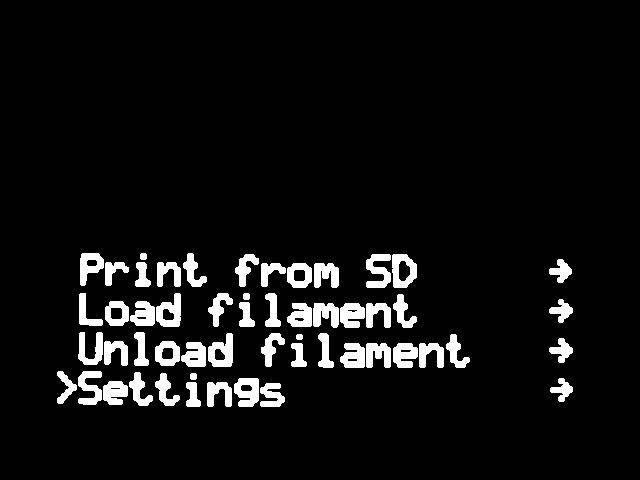 Print from SD →
Load filament →
Unload filament →
>Settings →